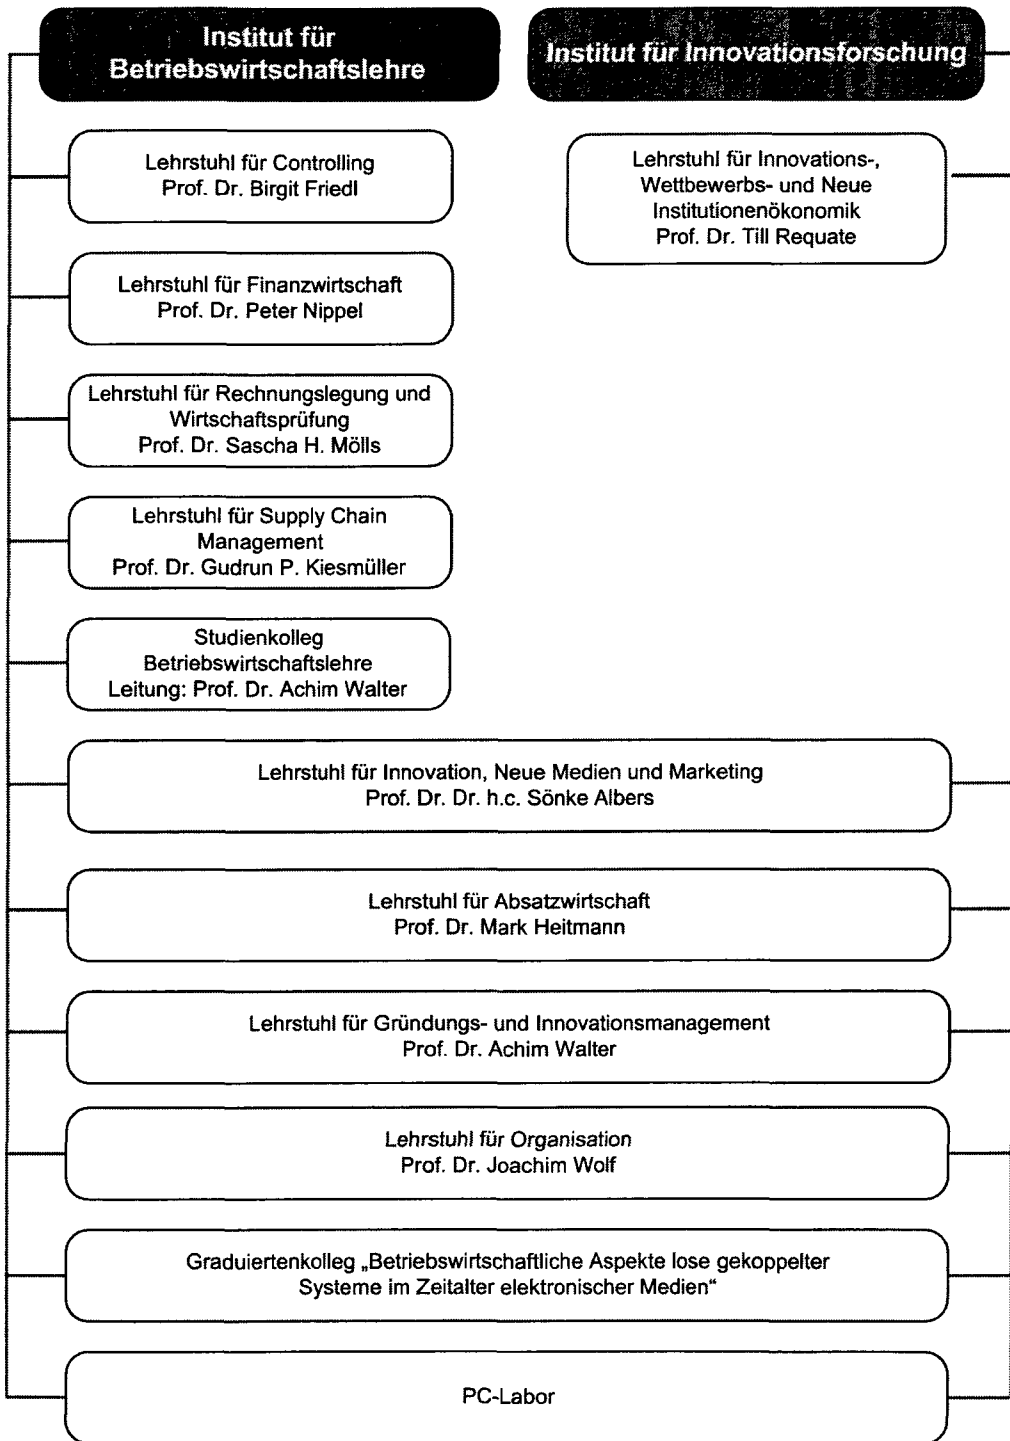 Institut für
Betriebswirtschaftslehre
Institut für Innovationsforschung
Lehrstuhl für Controlling
Prof. Dr. Birgit Friedl
Lehrstuhl für Innovations-,
Wettbewerbs- und Neue
Institutionenökonomik
Prof. Dr. Till Requate
Lehrstuhl für Finanzwirtschaft
Prof. Dr. Peter Nippel
Lehrstuhl für Rechnungslegung und
Wirtschaftsprüfung
Prof. Dr. Sascha H. Mölls
Lehrstuhl für Supply Chain
Management
Prof. Dr. Gudrun P. Kiesmüller
Studienkolleg
Betriebswirtschaftslehre
Leitung: Prof. Dr. Achim Walter
Lehrstuhl für Innovation, Neue Medien und Marketing
Prof. Dr. Dr. h.c. Sönke Albers
Lehrstuhl für Absatzwirtschaft
Prof. Dr. Mark Heitmann
Lehrstuhl für Gründungs- und Innovationsmanagement
Prof. Dr. Achim Walter
Lehrstuhl für Organisation
Prof. Dr. Joachim Wolf
Graduiertenkolleg „Betriebswirtschaftliche Aspekte lose gekoppelter
Systeme im Zeitalter elektronischer Medien“
PC-Labor